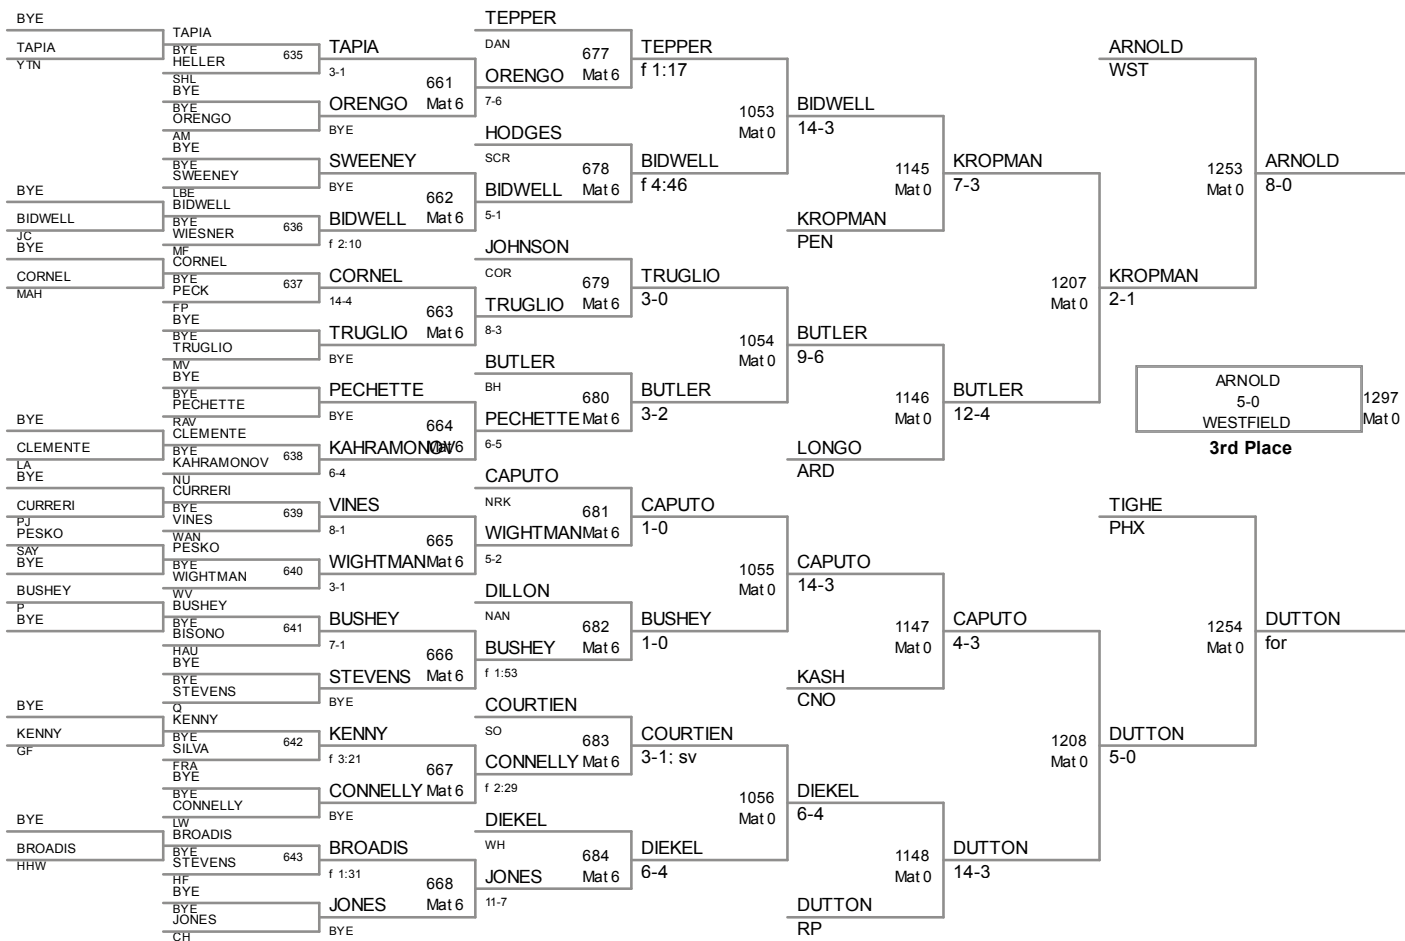 BYE
TAPIA
YTN
BYE
BIDWELL
JC
BYE
CORNEL
MAH
BYE
CLEMENTE
LA
BYE
CURRERI
PJ
PESKO
SAY
BYE
BUSHEY
P
BYE
BYE
KENNY
GF
BYE
BROADIS
HHW
TAPIA
BYE
HELLER
635
SHL
BYE
BYE
ORENGO
AM
BYE
BYE
SWEENEY
LBE
BIDWELL
BYE
WIESNER
636
MF
CORNEL
BYE
PECK
637
FP
BYE
BYE
TRUGLIO
MV
BYE
BYE
PECHETTE
RAV
CLEMENTE
BYE
KAHRAMONOV
638
NU
CURRERI
BYE
VINES
639
WAN
PESKO
BYE
WIGHTMAN
640
WV
BUSHEY
BYE
BISONO
641
HAU
BYE
BYE
STEVENS
Q
KENNY
BYE
SILVA
642
FRA
BYE
BYE
CONNELLY
LW
BROADIS
BYE
STEVENS
643
HF
BYE
BYE
JONES
CH
TAPIA
3-1
661
Mat 6
ORENGO
BYE
SWEENEY
BYE
662
Mat 6
BIDWELL
f 2:10
CORNEL
14-4
663
Mat 6
TRUGLIO
BYE
PECHETTE
BYE
664
Mat 6
KAHRAMONOV
6-4
VINES
8-1
665
Mat 6
WIGHTMAN
3-1
BUSHEY
7-1
666
Mat 6
STEVENS
BYE
KENNY
f 3:21
667
Mat 6
CONNELLY
BYE
BROADIS
f 1:31
668
Mat 6
JONES
BYE
TEPPER
DAN
677
Mat 6
ORENGO
7-6
HODGES
SCR
678
Mat 6
BIDWELL
5-1
JOHNSON
COR
679
Mat 6
TRUGLIO
8-3
BUTLER
BH
680
Mat 6
PECHETTE
6-5
CAPUTO
NRK
681
Mat 6
WIGHTMAN
5-2
DILLON
NAN
682
Mat 6
BUSHEY
f 1:53
COURTIEN
SO
683
Mat 6
CONNELLY
f 2:29
DIEKEL
WH
684
Mat 6
JONES
11-7
TEPPER
f 1:17
1053
Mat 0
BIDWELL
f 4:46
TRUGLIO
3-0
1054
Mat 0
BUTLER
3-2
CAPUTO
1-0
1055
Mat 0
BUSHEY
1-0
COURTIEN
3-1; sv
1056
Mat 0
DIEKEL
6-4
BIDWELL
14-3
1145
Mat 0
KROPMAN
PEN
BUTLER
9-6
1146
Mat 0
LONGO
ARD
CAPUTO
14-3
1147
Mat 0
KASH
CNO
DIEKEL
6-4
1148
Mat 0
DUTTON
RP
KROPMAN
7-3
1207
Mat 0
BUTLER
12-4
CAPUTO
4-3
1208
Mat 0
DUTTON
14-3
ARNOLD
WST
1253
Mat 0
KROPMAN
2-1
TIGHE
PHX
1254
Mat 0
DUTTON
5-0
ARNOLD
8-0
DUTTON
for
ARNOLD
5-0
WESTFIELD
1297
Mat 0
3rd Place